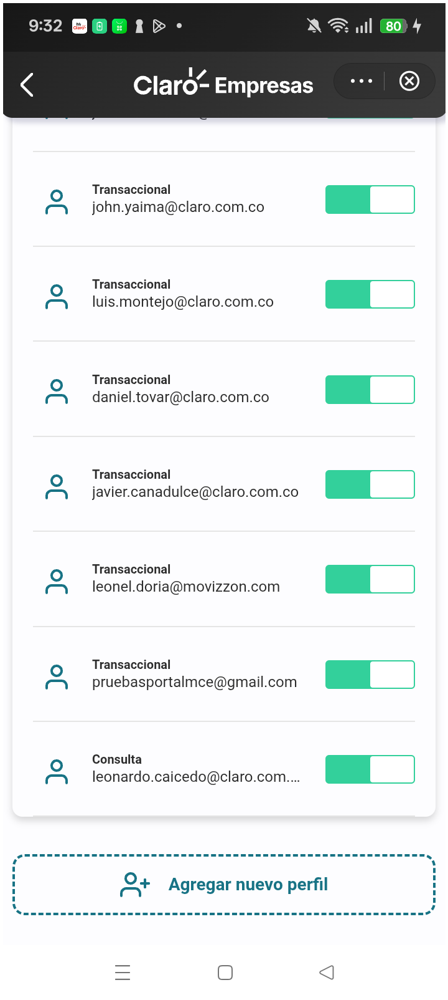 9:32
Mi
Claro
80
Claro- Empresas
Transaccional
john.yaima@claro.com.co
Transaccional
luis.montejo@claro.com.co
Transaccional
daniel.tovar@claro.com.co
Transaccional
javier.canadulce@claro.com.co
Transaccional
leonel.doria@movizzon.com
Transaccional
pruebasportalmce@gmail.com
Consulta
leonardo.caicedo@claro.com....
Agregar nuevo perfil